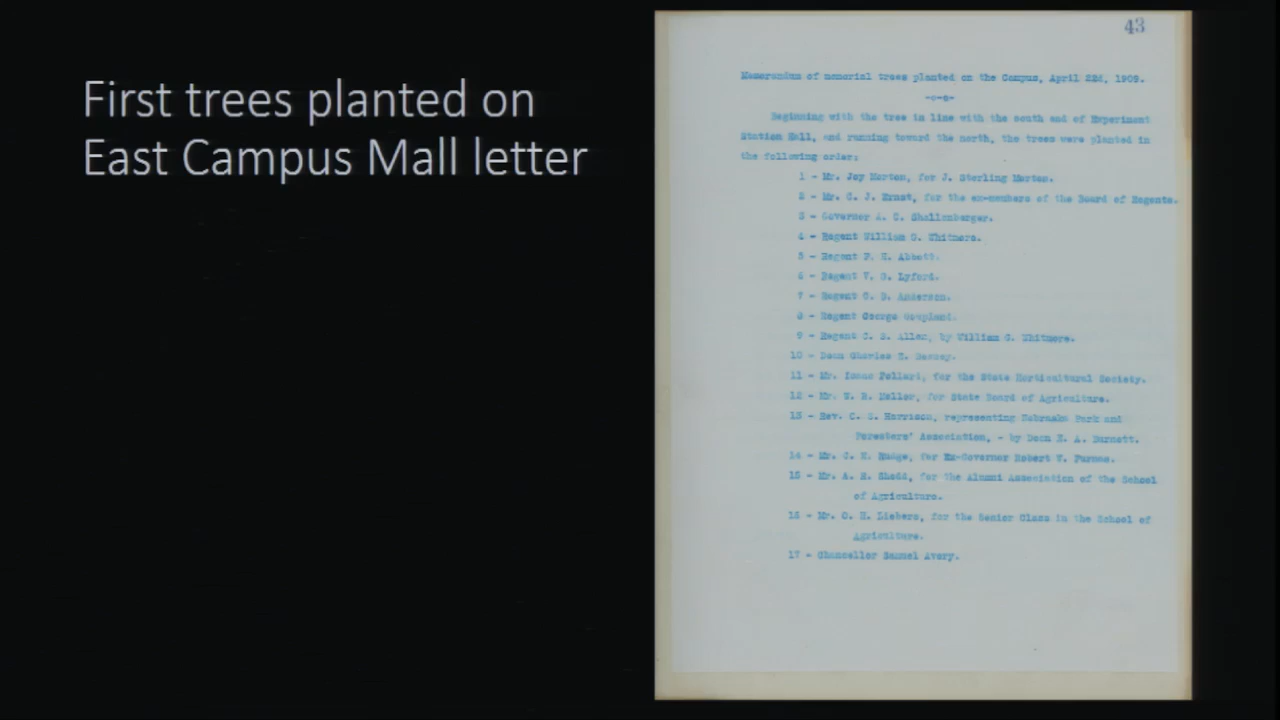 First trees planted on
East Campus Mall letter
43
Memorandum of memorial trees planted on the Campus, April 22d, 1909.
-o-o-
Beginning with the tree in line with the south end of Experiment
Station Hall, and running toward the north, the trees were planted in
the following order:
1 - Mr. Joy Morton, for J. Sterling Morton.
2 - Mr. C. J. Ernst, for the ex-members of the Board of Regents.
3 - Governor A. C. Shallenberger.
4 - Regent William G. Whitmore.
5 - Regent F. H. Abbott.
6 - Regent V. G. Lyford.
7 - Regent C. B. Anderson.
8 - Regent George Coupland.
9 - Regent C. S. Allen, by William G. Whitmore.
10 - Dean Charles E. Bessey.
11 - Mr. Isaac Pollard, for the State Horticultural Society.
12 - Mr. W. R. Mellor, for State Board of Agriculture.
13 - Rev. C. S. Harrison, representing Nebraska Park and
Foresters' Association, - by Dean E. A. Burnett.
14 - Mr. C. H. for Ex-Governor Robert W. Furnas.
15 - Mr. A. R. Shedd, for the Alumni Association of the School
of Agriculture.
16 - Mr. O. H. Liebers, for the Senior Class in the School of
Agriculture.
17 - Chancellor Samuel Avery.